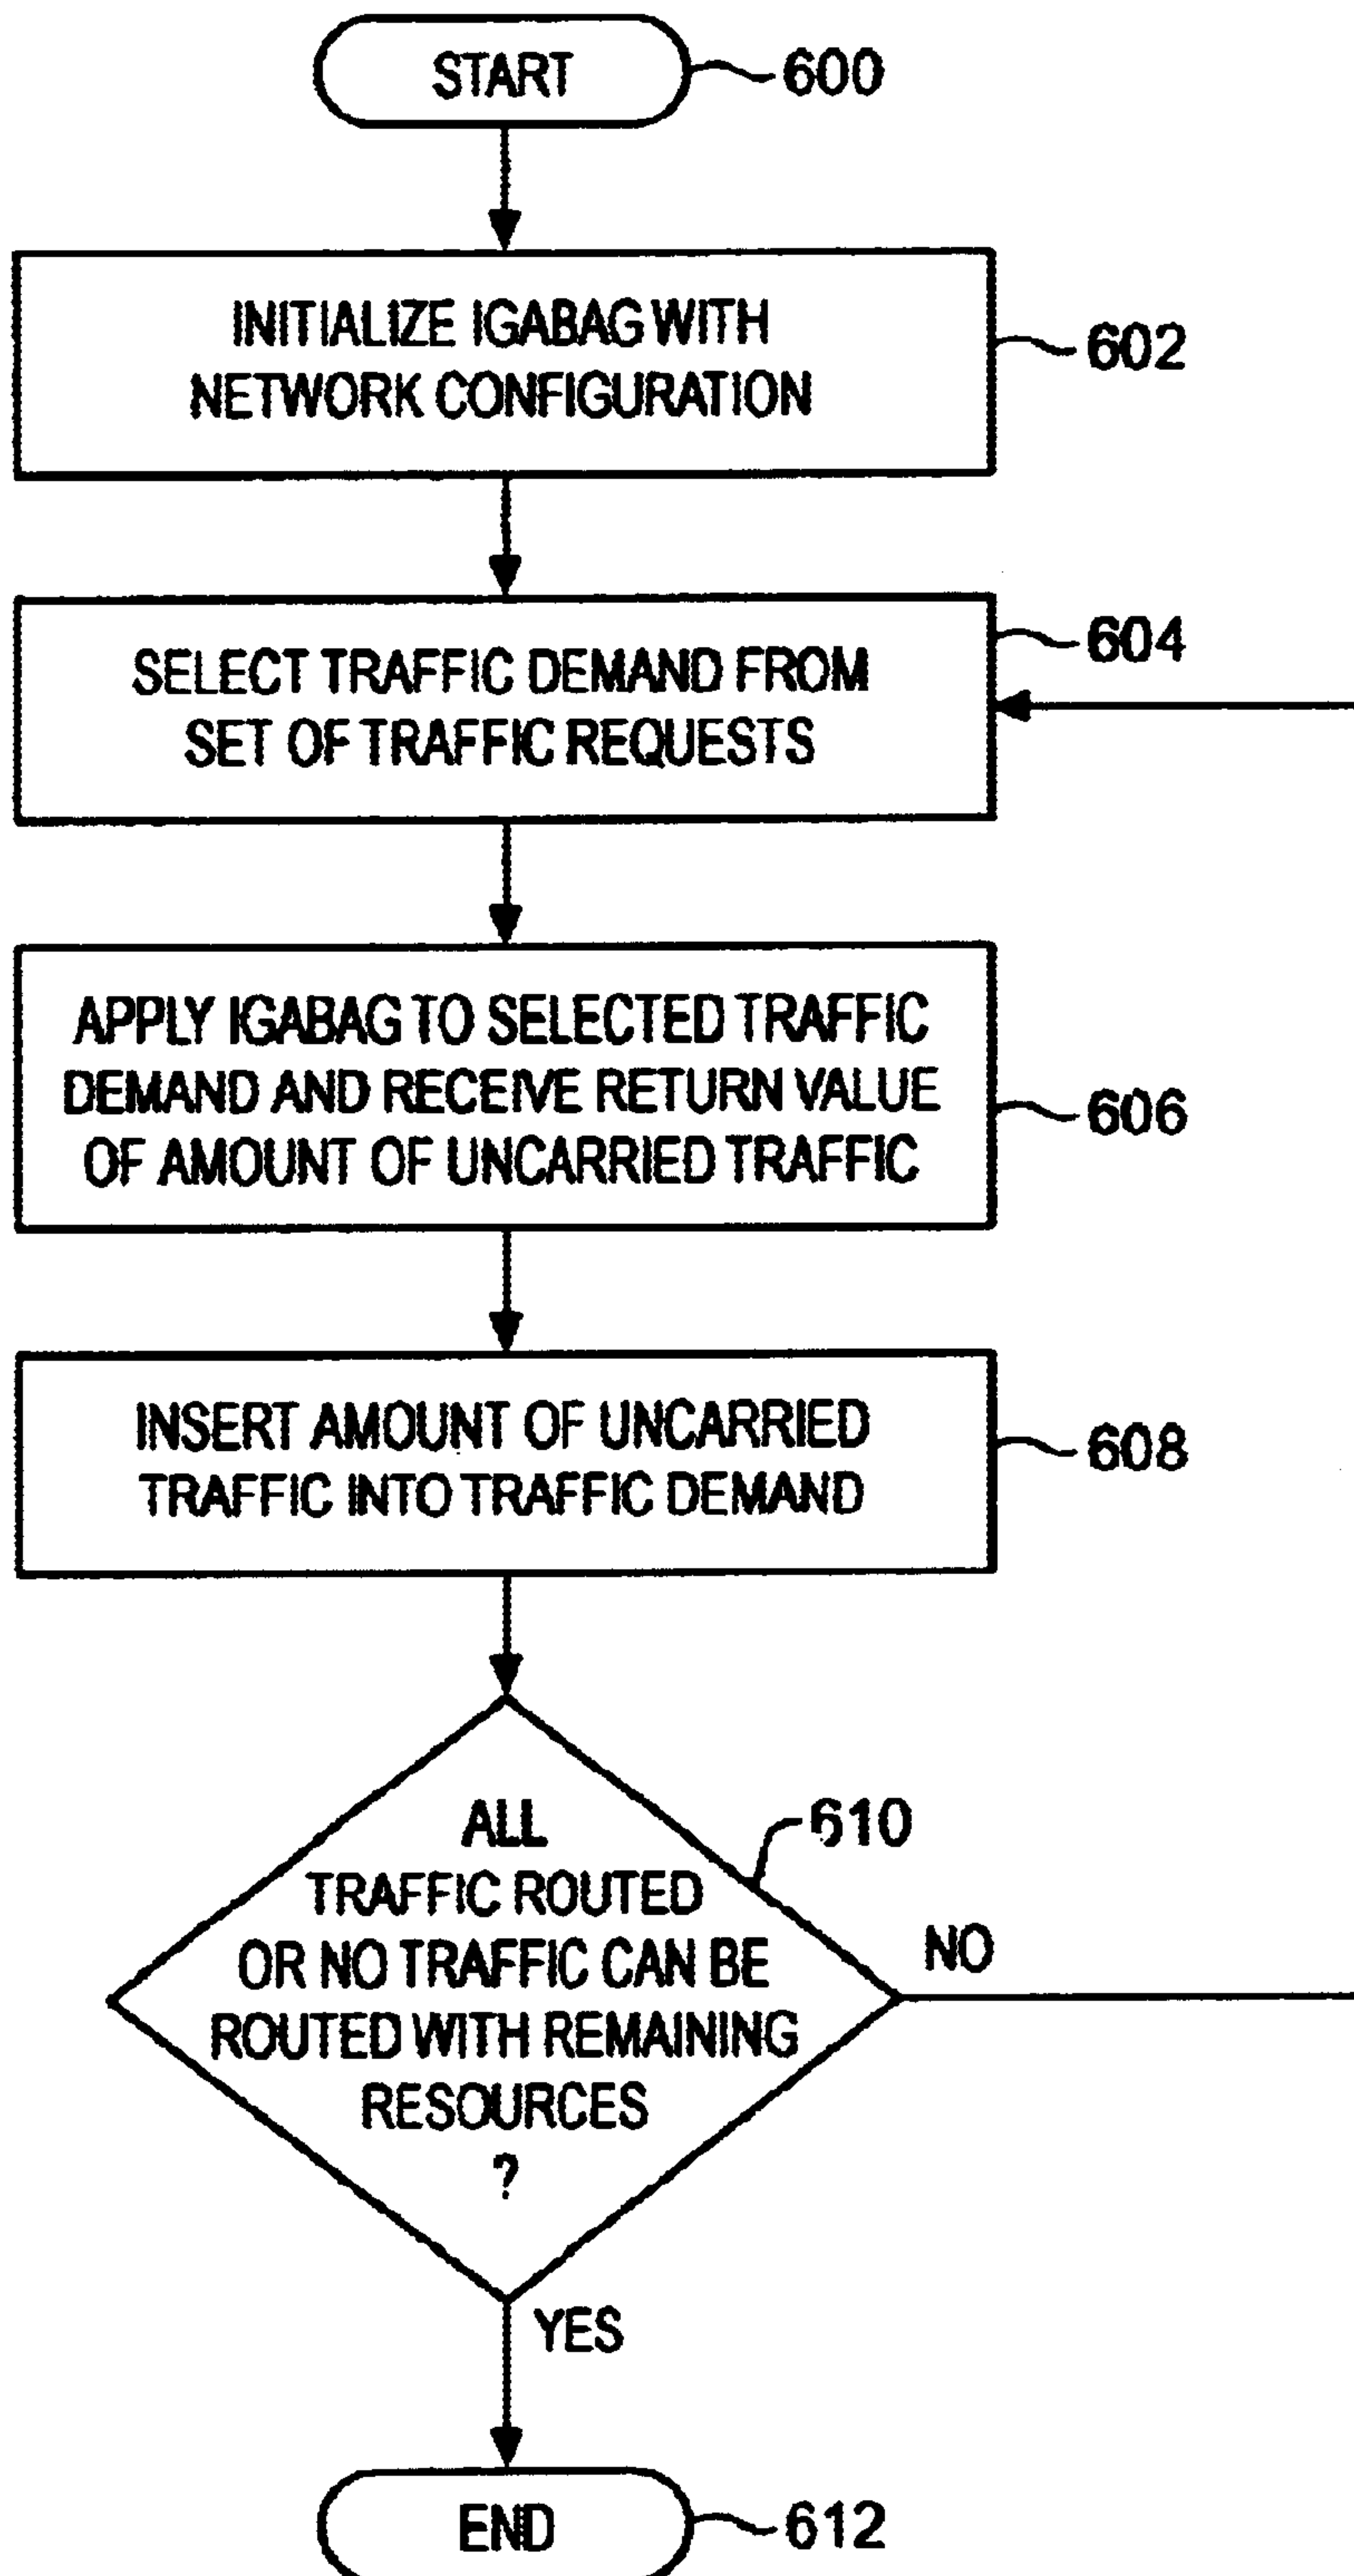 START
600
INITIALIZE IGABAG WITH
NETWORK CONFIGURATION
602
SELECT TRAFFIC DEMAND FROM
SET OF TRAFFIC REQUESTS
604
APPLY IGABAG TO SELECTED TRAFFIC
DEMAND AND RECEIVE RETURN VALUE
OF AMOUNT OF UNCARRIED TRAFFIC
606
INSERT AMOUNT OF UNCARRIED
TRAFFIC INTO TRAFFIC DEMAND
608
ALL
TRAFFIC ROUTED
OR NO TRAFFIC CAN BE
ROUTED WITH REMAINING
RESOURCES
?
610
NO
YES
END
612